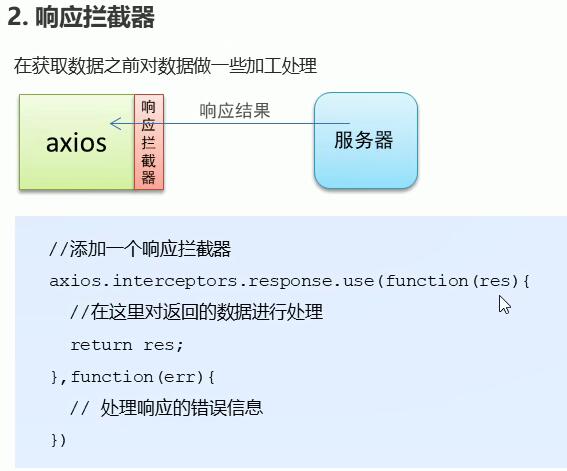 2. 响应拦截器
在获取数据之前对数据做一些加工处理
axios
响应拦截器
响应结果
服务器
//添加一个响应拦截器
axios.interceptors.response.use(function(res){
//在这里对返回的数据进行处理
return res;
},function(err){
// 处理响应的错误信息
})